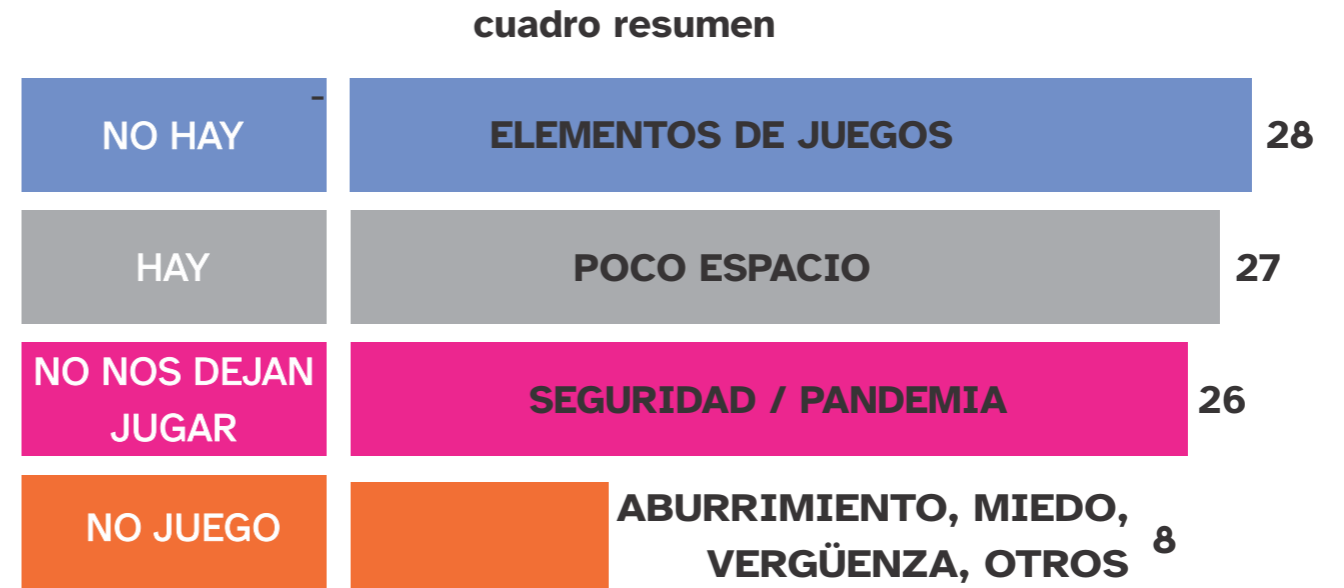 cuadro resumen
NO HAY
-
ELEMENTOS DE JUEGOS
28
HAY
POCO ESPACIO
27
NO NOS DEJAN
JUGAR
SEGURIDAD / PANDEMIA
26
NO JUEGO
ABURRIMIENTO, MIEDO,
VERGÜENZA, OTROS
8